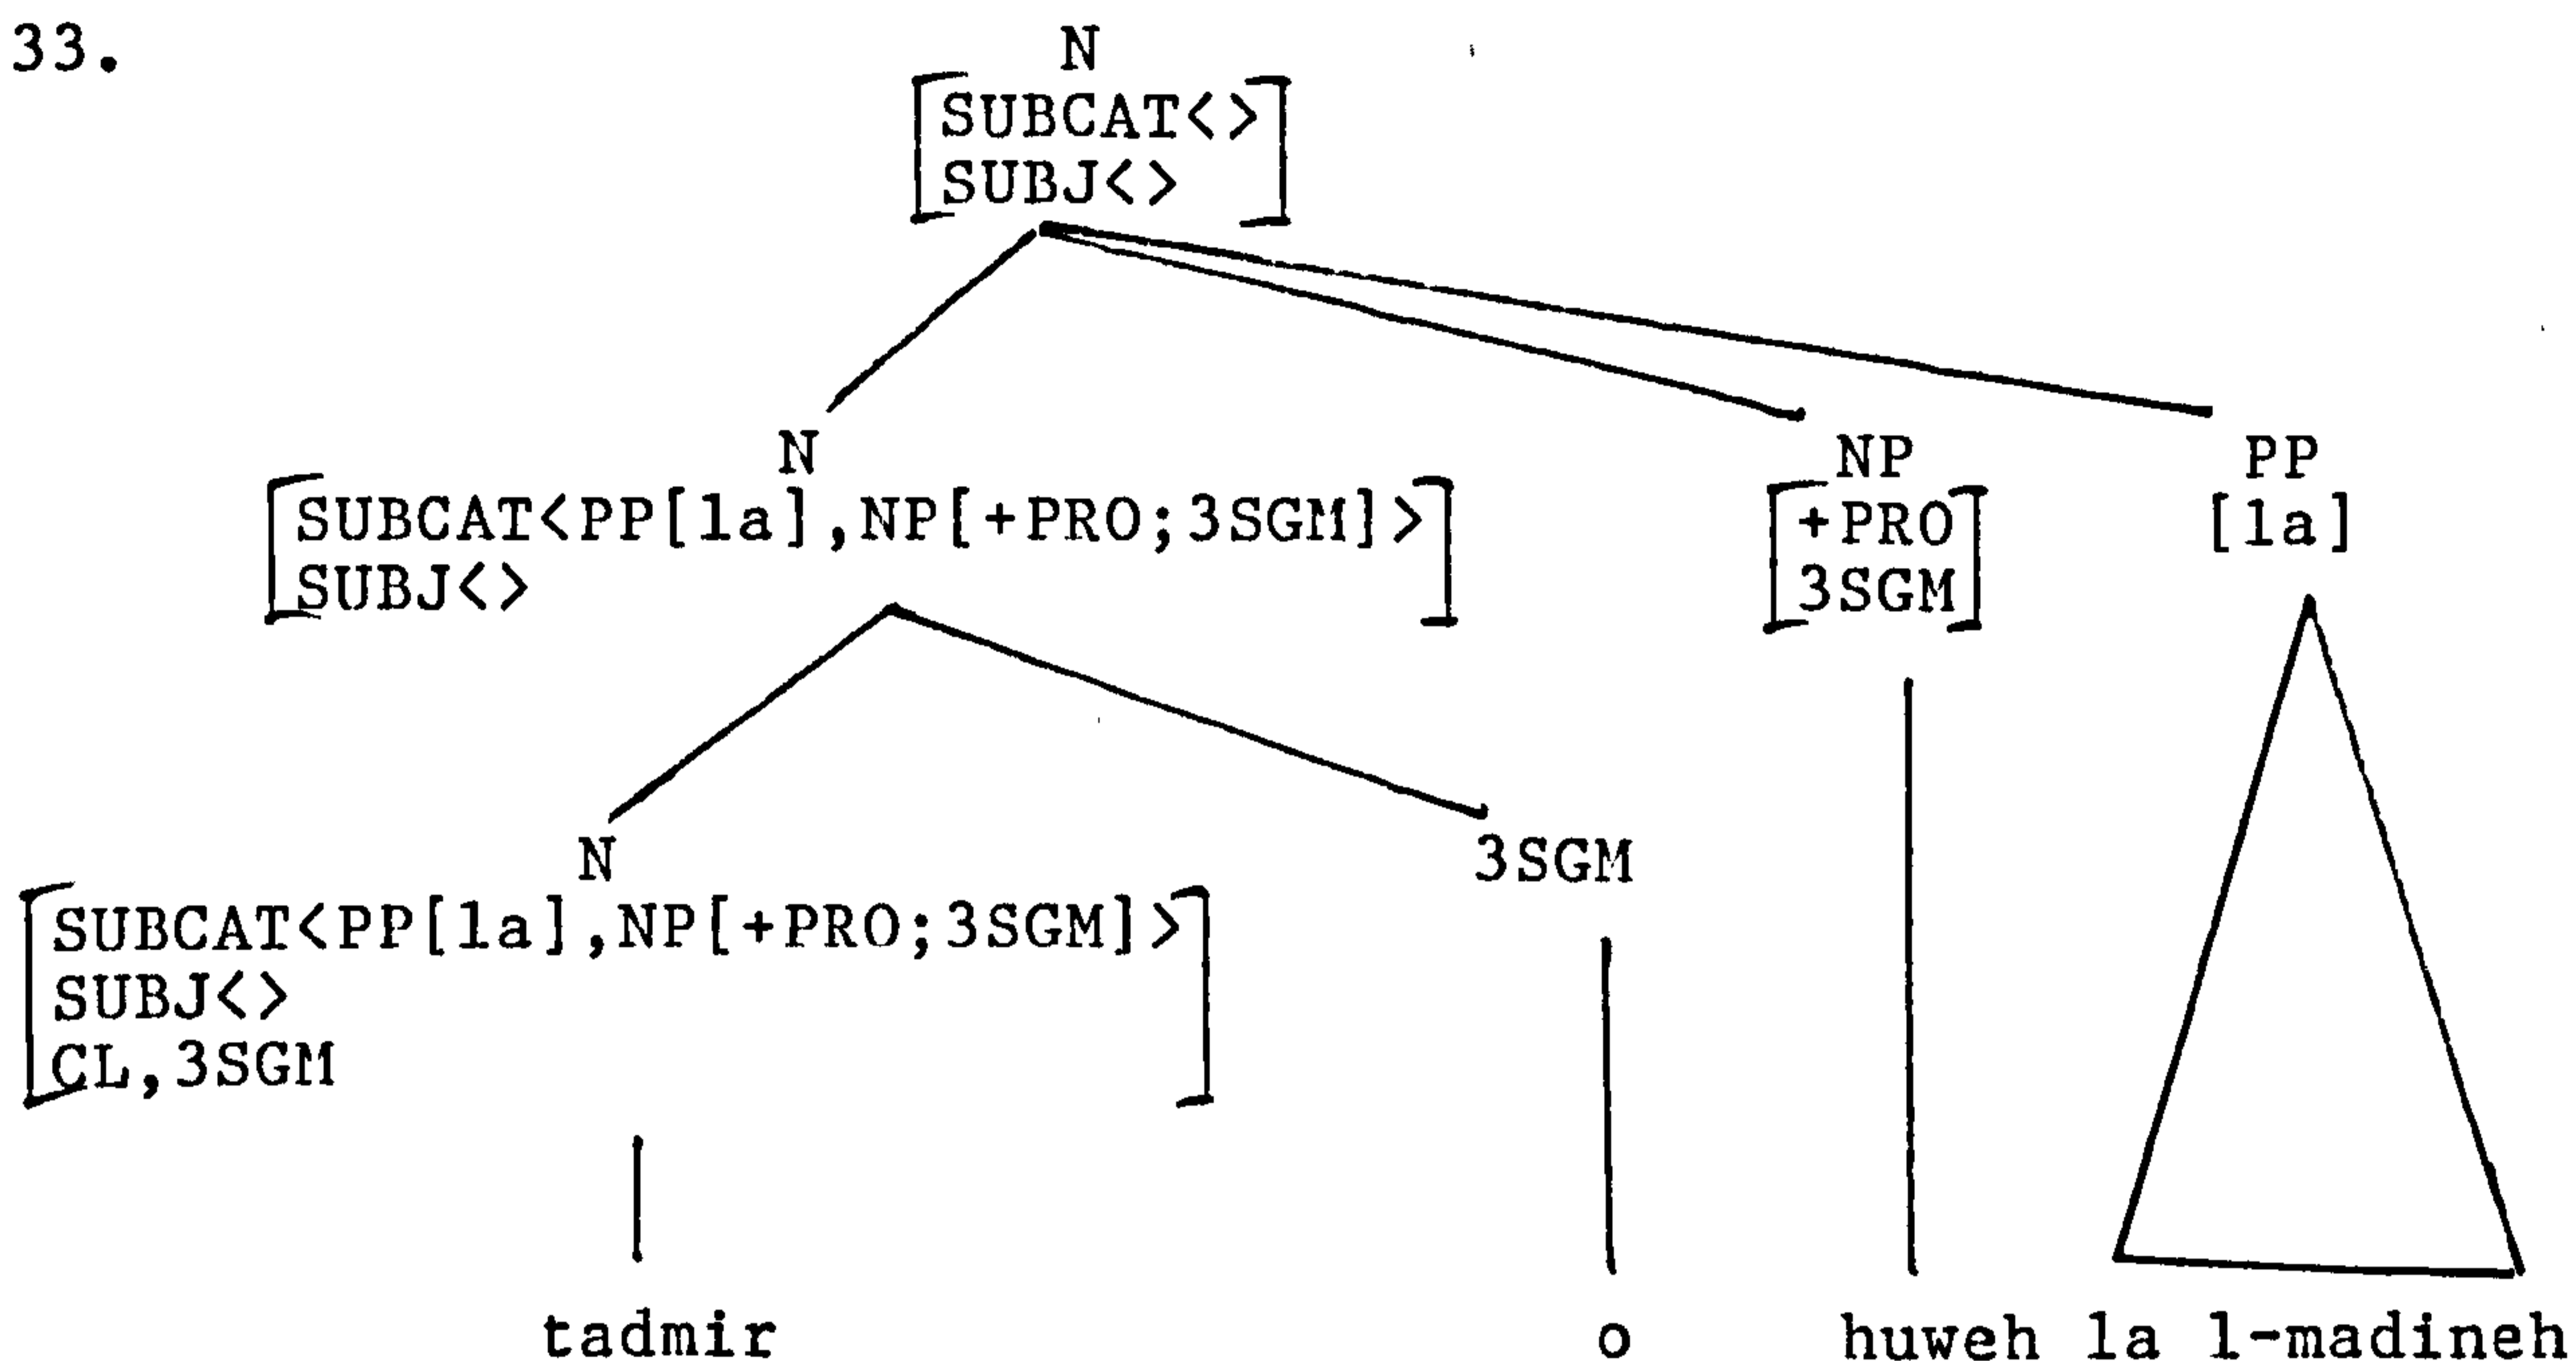 33.
N
[SUBCAT<>
SUBJ<>]
N NP PP
[SUBCAT<PP[la],NP[+PRO;3SGM]>
SUBJ<>]
[+PRO
3SGM]
[la]
N 3SGM
[SUBCAT<PP[la],NP[+PRO;3SGM]>
SUBJ<>
CL,3SGM]
tadmir o huweh la l-madineh